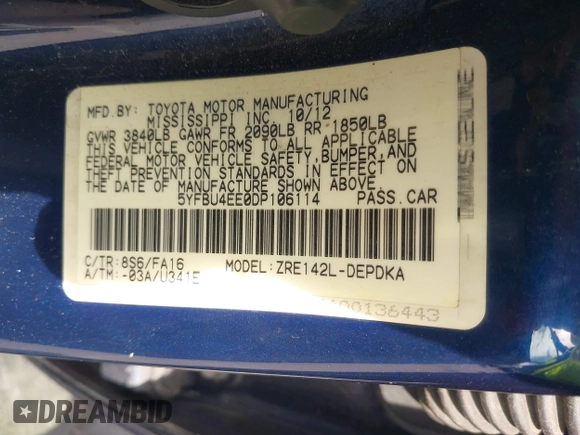 MFD.BY: TOYOTA MOTOR MANUFACTURING
MISSISSIPPI INC. 10/12
GVWR 3840LB GAWR FR 2090LB RR 1850LB
THIS VEHICLE CONFORMS TO ALL APPLICABLE
FEDERAL MOTOR VEHICLE SAFETY, BUMPER, AND
THEFT PREVENTION STANDARDS IN EFFECT ON
THE DATE OF MANUFACTURE SHOWN ABOVE.
5YFBU4EE0DP106114 PASS.CAR
C/TR:8S6/FA16 MODEL:ZRE142L-DEPDKA
A/TM:-03A/U341E
00136443
DREAMBID